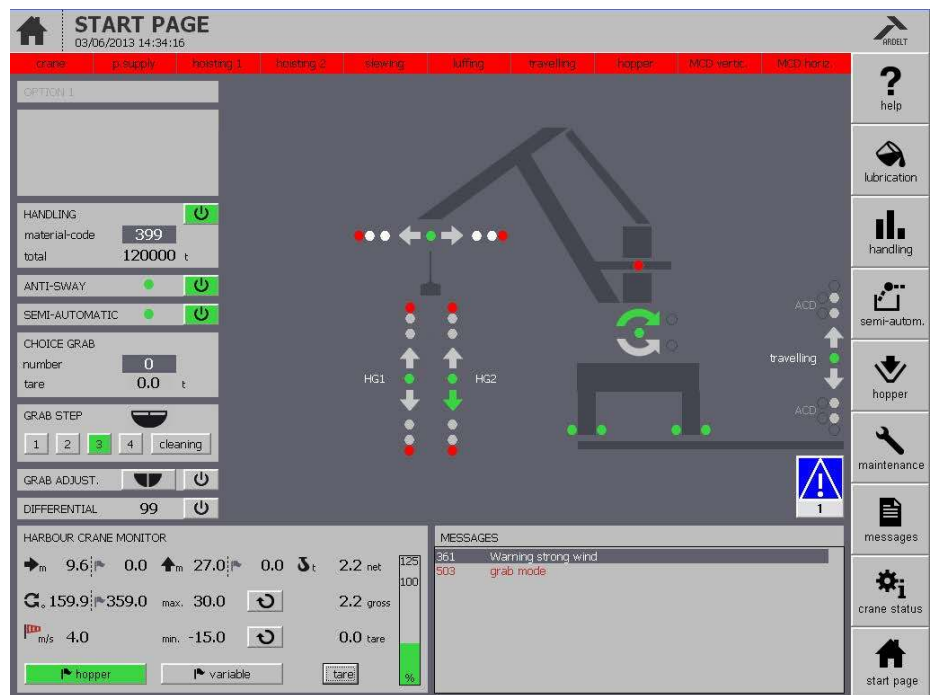 START PAGE
03/06/2013 14:34:16
ARDELT
crane p.supply hoisting 1 hoisting 2 slewing luffing travelling hopper MCD vertic. MCD horiz.
OPTION 1
HANDLING
material-code 399
total 120000 t
ANTI-SWAY
SEMI-AUTOMATIC
CHOICE GRAB
number 0
tare 0.0 t
GRAB STEP
1 2 3 4 cleaning
GRAB ADJUST.
DIFFERENTIAL 99
HG1 HG2
ACD
travelling
ACD
1
HARBOUR CRANE MONITOR
m 9.6 0.0 m 27.0 0.0 t 2.2 net
° 159.9 359.0 max. 30.0 2.2 gross
m/s 4.0 min. -15.0 0.0 tare
hopper variable tare
125
100
%
MESSAGES
361 Warning strong wind
503 grab mode
? help
lubrication
handling
semi-autom.
hopper
maintenance
messages
i
crane status
start page